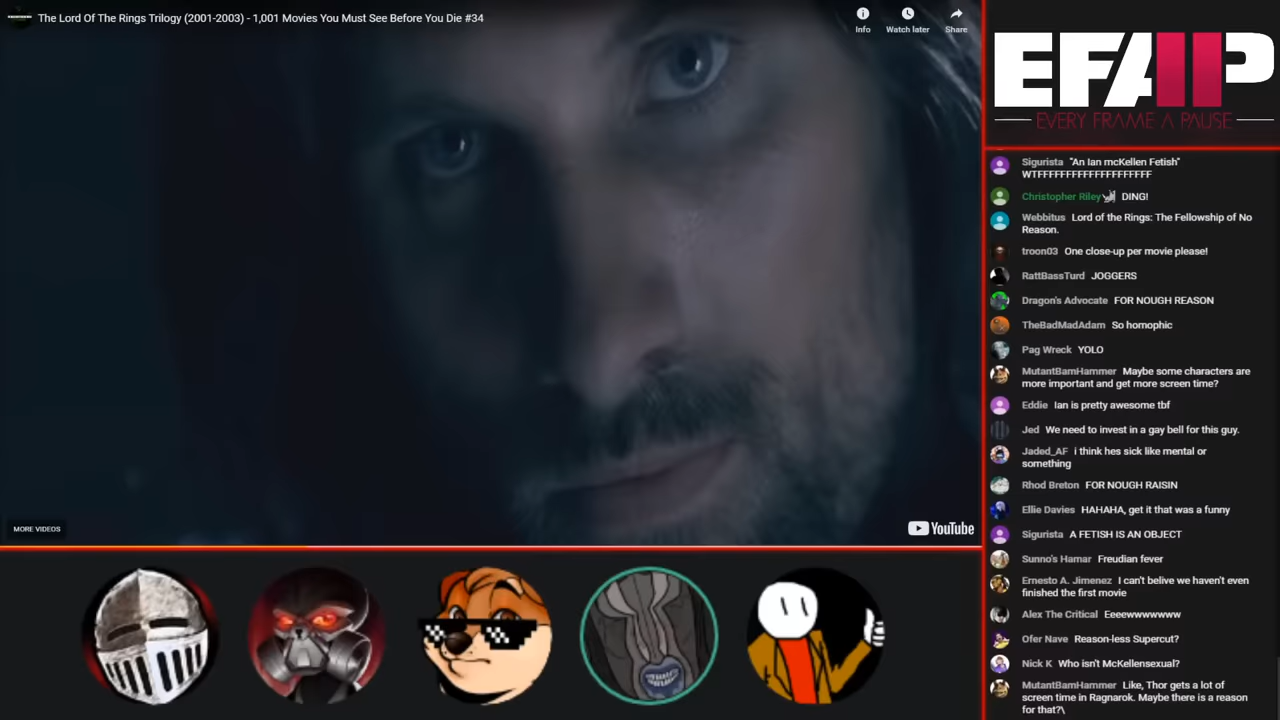 The Lord Of The Rings Trilogy (2001-2003) - 1,001 Movies You Must See Before You Die #34
Info
Watch later
Share
MORE VIDEOS
YouTube
EFAP
EVERY FRAME A PAUSE
Sigurista "An Ian mcKellen Fetish"
WTFFFFFFFFFFFFFFFFFFF
Christopher Riley DING!
Webbitus Lord of the Rings: The Fellowship of No
Reason.
troon03 One close-up per movie please!
RattBassTurd JOGGERS
Dragon's Advocate FOR NOUGH REASON
TheBadMadAdam So homophic
Pag Wreck YOLO
MutantBamHammer Maybe some characters are
more important and get more screen time?
Eddie Ian is pretty awesome tbf
Jed We need to invest in a gay bell for this guy.
Jaded_AF i think hes sick like mental or
something
Rhod Breton FOR NOUGH RAISIN
Ellie Davies HAHAHA, get it that was a funny
Sigurista A FETISH IS AN OBJECT
Sunno's Hamar Freudian fever
Ernesto A. Jimenez I can't belive we haven't even
finished the first movie
Alex The Critical Eeeewwwwwww
Ofer Nave Reason-less Supercut?
Nick K Who isn't McKellensexual?
MutantBamHammer Like, Thor gets a lot of
screen time in Ragnarok. Maybe there is a reason
for that?\